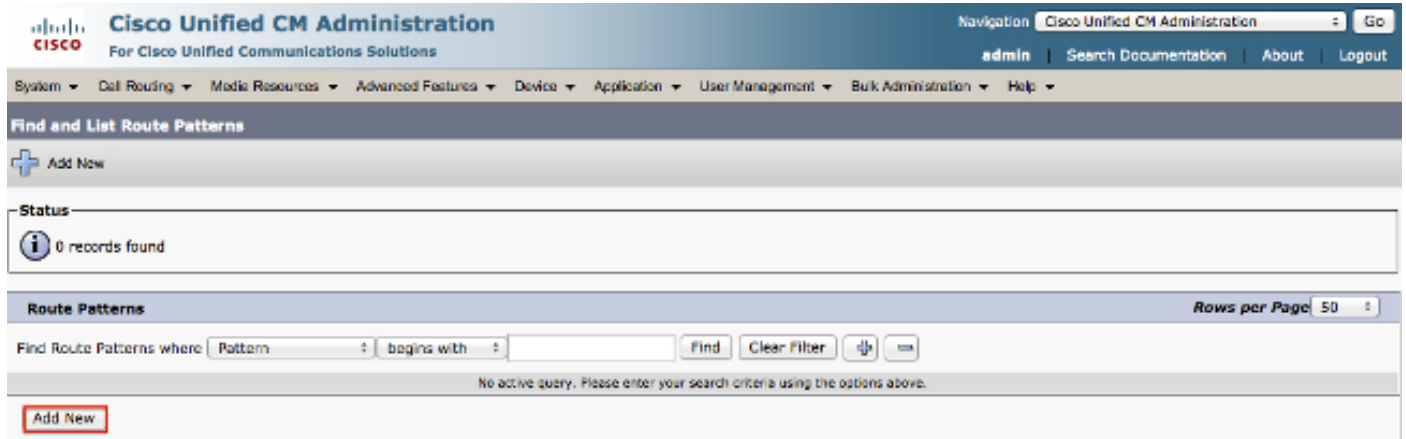 Cisco Unified CM Administration
For Cisco Unified Communications Solutions
CISCO
Navigation Cisco Unified CM Administration Go
admin | Search Documentation | About | Logout
System Call Routing Media Resources Advanced Features Device Application User Management Bulk Administration Help
Find and List Route Patterns
Add New
Status
0 records found
Route Patterns Rows per Page 50
Find Route Patterns where Pattern begins with Find Clear Filter
No active query. Please enter your search criteria using the options above.
Add New